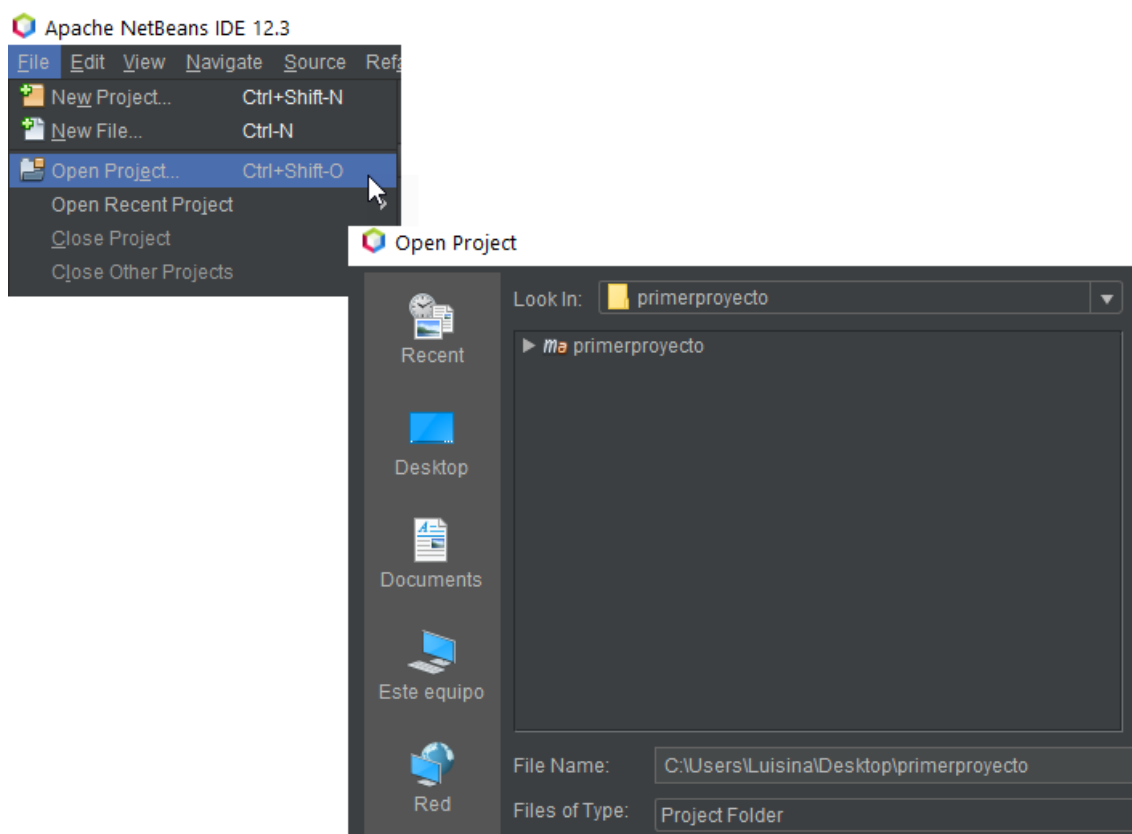 Apache NetBeans IDE 12.3
File Edit View Navigate Source Refa
New Project... Ctrl+Shift-N
New File... Ctrl-N
Open Project... Ctrl+Shift-O
Open Recent Project
Close Project
Close Other Projects
Open Project
Look In: primerproyecto
ma primerproyecto
Recent
Desktop
Documents
Este equipo
Red
File Name: C:\Users\Luisina\Desktop\primerproyecto
Files of Type: Project Folder